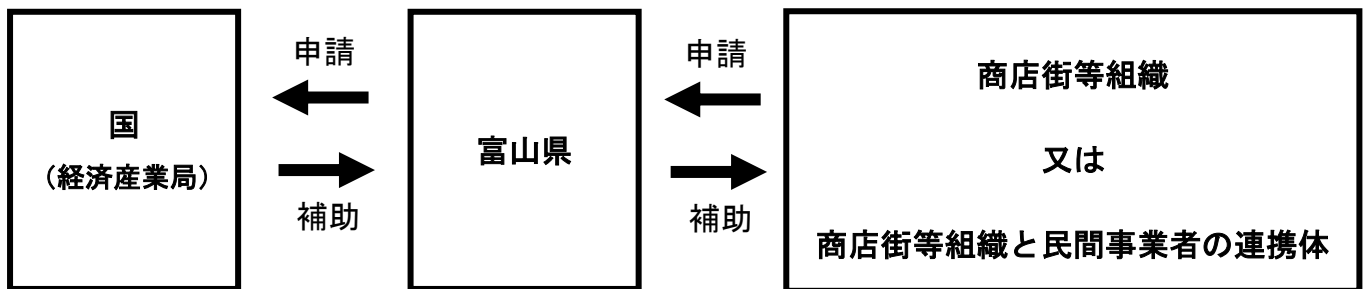 国
(経済産業局)
申請
補助
富山県
申請
補助
商店街等組織
又は
商店街等組織と民間事業者の連携体